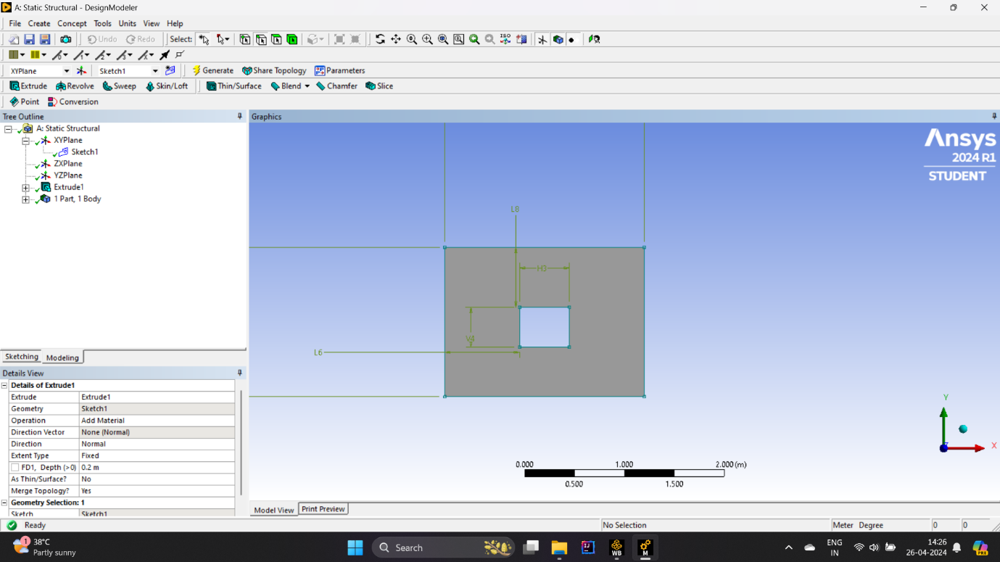 A: Static Structural - DesignModeler
File Create Concept Tools Units View Help
Undo Redo Select:
XYPlane Sketch1 Generate Share Topology Parameters
Extrude Revolve Sweep Skin/Loft Thin/Surface Blend Chamfer Slice
Point Conversion
Tree Outline
A: Static Structural
XYPlane
Sketch1
ZXPlane
YZPlane
Extrude1
1 Part, 1 Body
Sketching Modeling
Details View
Details of Extrude1
Extrude Extrude1
Geometry Sketch1
Operation Add Material
Direction Vector None (Normal)
Direction Normal
Extent Type Fixed
FD1, Depth (>0) 0.2 m
As Thin/Surface? No
Merge Topology? Yes
Geometry Selection: 1
Sketch Sketch1
Graphics
Ansys
2024 R1
STUDENT
L8
H3
V4
L6
Y
X
0.000 1.000 2.000 (m)
0.500 1.500
Model View Print Preview
Ready No Selection Meter Degree 0 0
1
38°C
Partly sunny
Search
WB
M
ENG
IN
14:26
26-04-2024
PRE